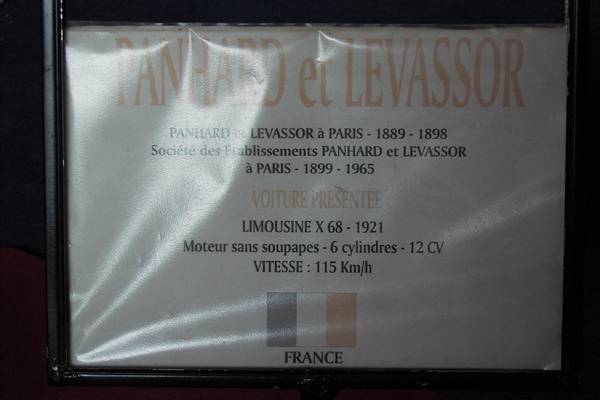 PANHARD et LEVASSOR
PANHARD et LEVASSOR à PARIS - 1889 - 1898
Société des Etablissements PANHARD et LEVASSOR
à PARIS - 1899 - 1965
VOITURE PRESENTEE
LIMOUSINE X 68 - 1921
Moteur sans soupapes - 6 cylindres - 12 CV
VITESSE : 115 Km/h
FRANCE